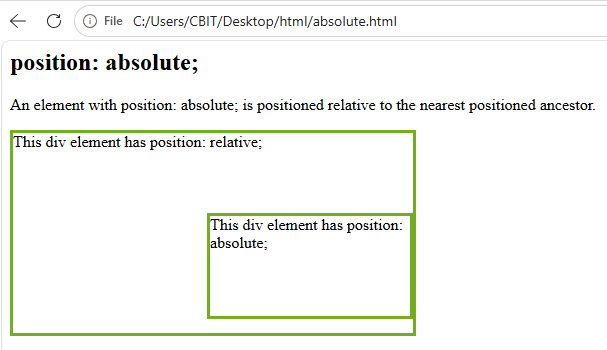 File C:/Users/CBIT/Desktop/html/absolute.html
position: absolute;
An element with position: absolute; is positioned relative to the nearest positioned ancestor.
This div element has position: relative;
This div element has position:
absolute;